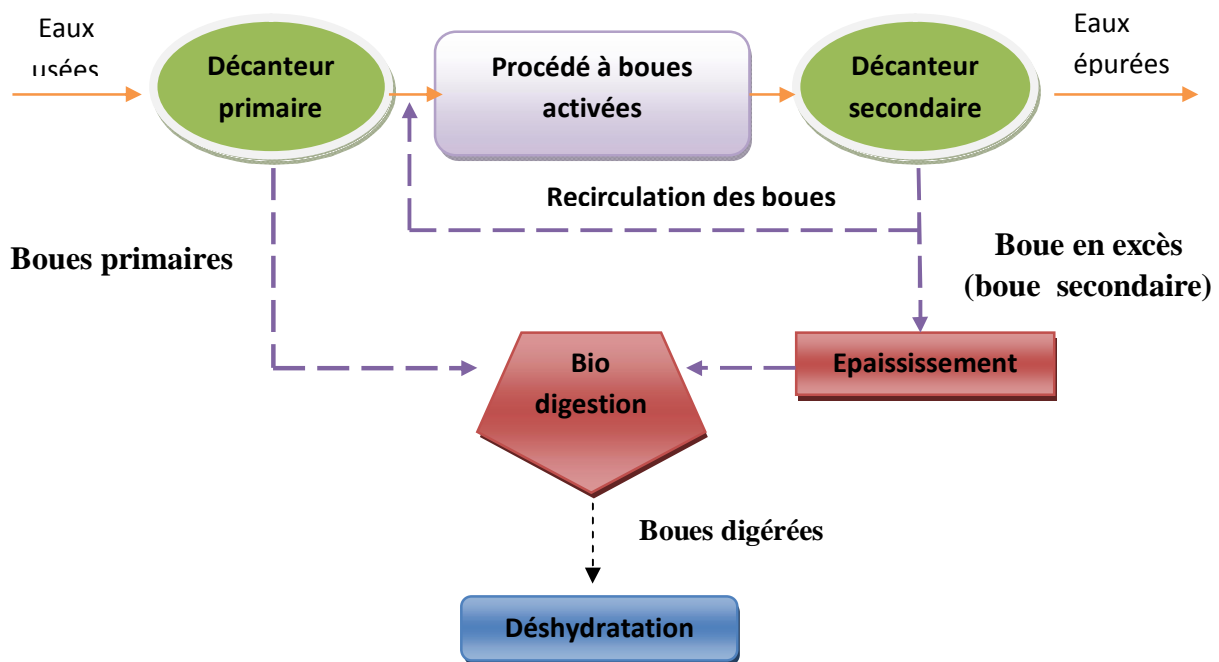 Eaux
usées
Décanteur
primaire
Procédé à boues
activées
Décanteur
secondaire
Eaux
épurées
Recirculation des boues
Boues primaires
Boue en excès
(boue secondaire)
Bio
digestion
Epaississement
Boues digérées
Déshydratation